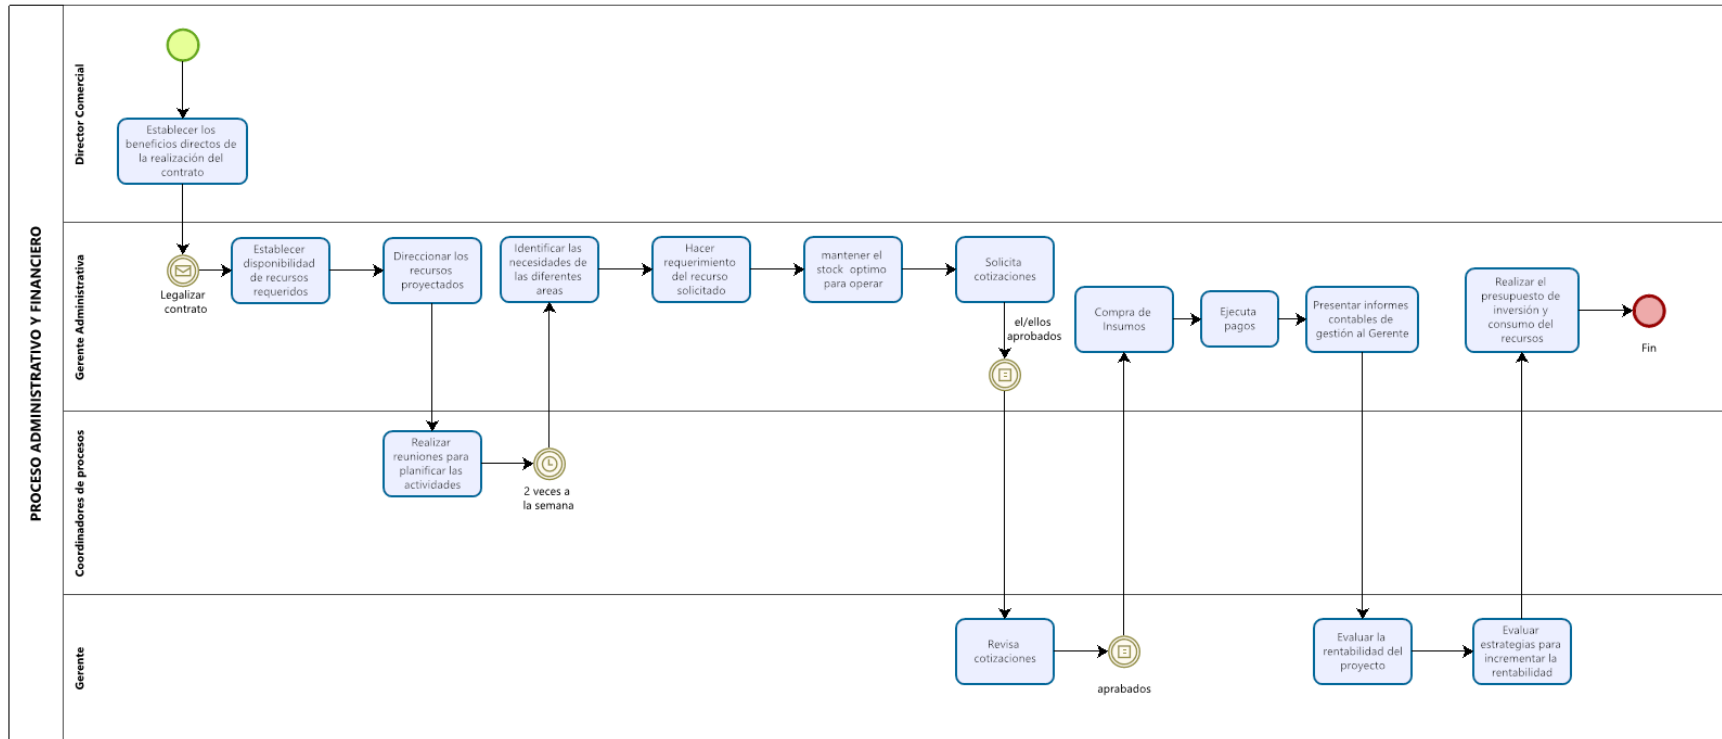 PROCESO ADMINISTRATIVO Y FINANCIERO
Director Comercial
Establecer los
beneficios directos de
la realización del
contrato
Gerente Administrativa
Legalizar
contrato
Establecer
disponibilidad
de recursos
requeridos
Direccionar los
recursos
proyectados
Identificar las
necesidades de
las diferentes
areas
Hacer
requerimiento
del recurso
solicitado
mantener el
stock optimo
para operar
Solicita
cotizaciones
el/ellos
aprobados
Compra de
Insumos
Ejecuta
pagos
Presentar informes
contables de
gestión al Gerente
Realizar el
presupuesto de
inversión y
consumo del
recursos
Fin
Coordinadores de procesos
Realizar
reuniones para
planificar las
actividades
2 veces a
la semana
Gerente
Revisa
cotizaciones
aprabados
Evaluar la
rentabilidad del
proyecto
Evaluar
estrategias para
incrementar la
rentabilidad